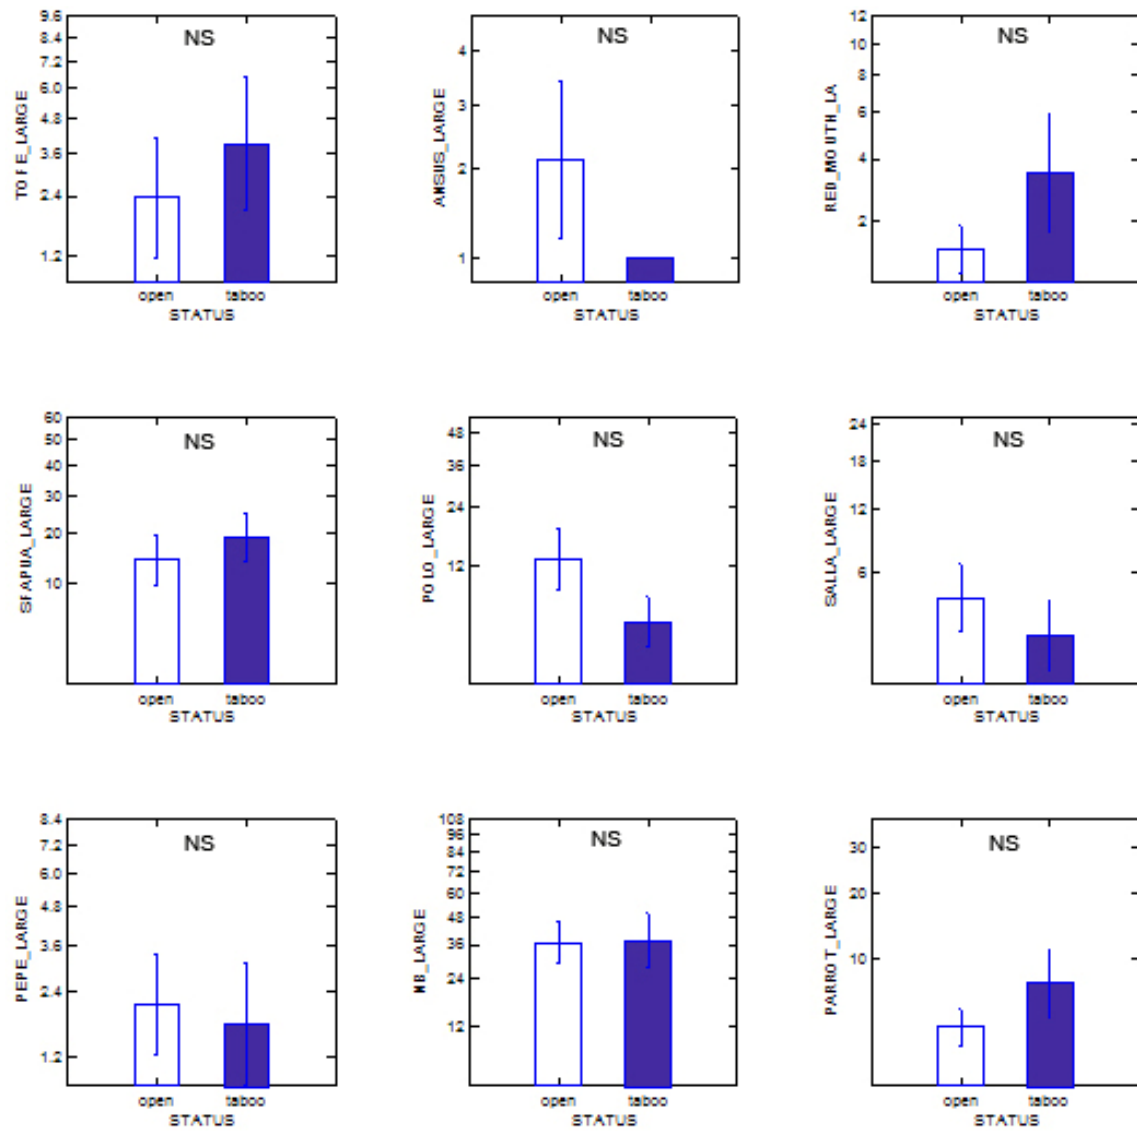 NS
9.6
8.4
7.2
6.0
4.8
3.6
2.4
1.2
TOFE_LARGE
open taboo
STATUS
NS
4
3
2
1
ANSUS_LARGE
open taboo
STATUS
NS
12
10
8
6
4
2
RED_MOUTH_LA
open taboo
STATUS
NS
60
50
40
30
20
10
open taboo
STATUS
NS
48
36
24
12
POLO_LARGE
open taboo
STATUS
NS
24
18
12
6
SALLA_LARGE
open taboo
STATUS
NS
8.4
7.2
6.0
4.8
3.6
2.4
1.2
PEPE_LARGE
open taboo
STATUS
NS
108
96
84
72
60
48
36
24
12
open taboo
STATUS
NS
30
20
10
PARROT_LARGE
open taboo
STATUS